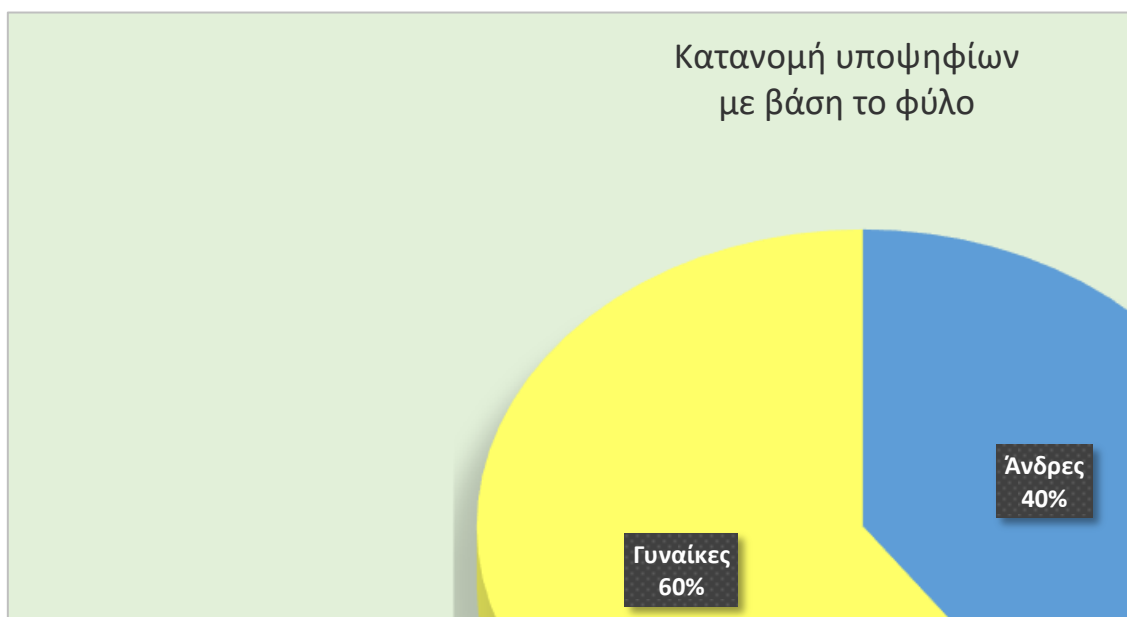 Κατανομή υποψηφίων
με βάση το φύλο
Άνδρες
40%
Γυναίκες
60%